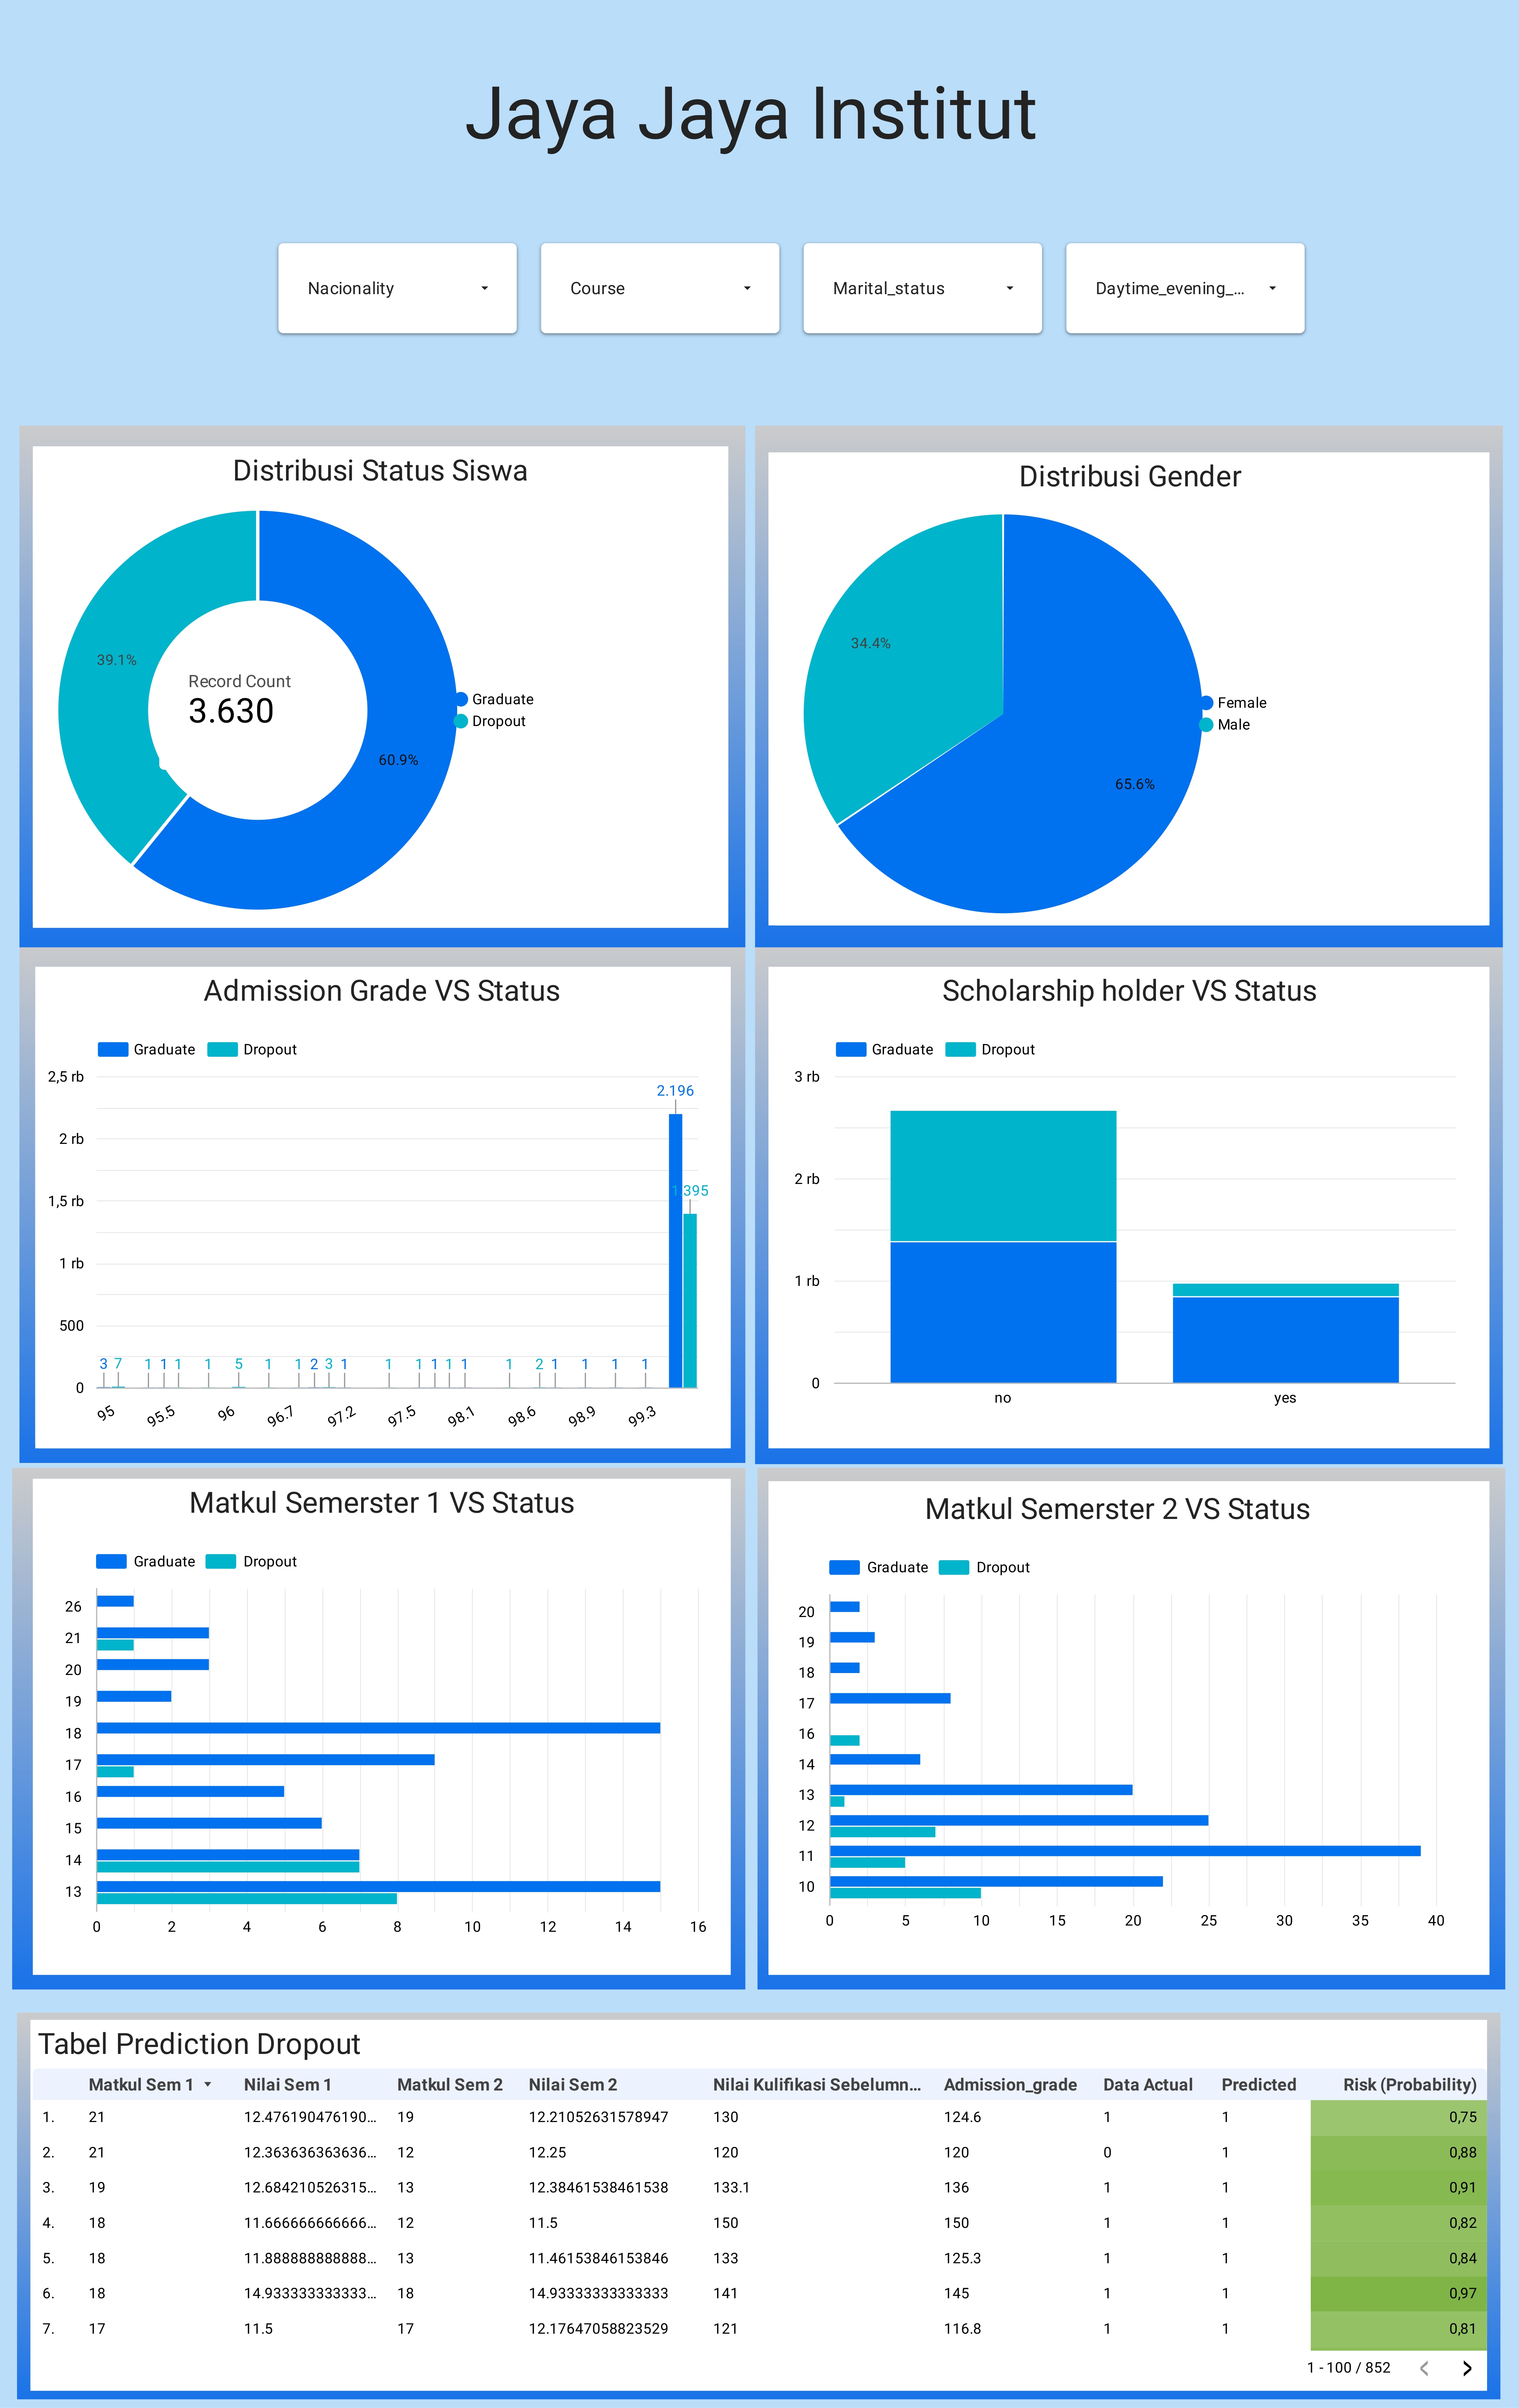 Jaya Jaya Institut
Nacionality
Course
Marital_status
Daytime_evening_...
Distribusi Status Siswa
39.1%
Record Count
3.630
60.9%
Graduate
Dropout
Distribusi Gender
34.4%
65.6%
Female
Male
Admission Grade VS Status
Graduate Dropout
2,5 rb
2 rb
1,5 rb
1 rb
500
0
2.196
1.395
3 7 1 1 1 1 5 1 1 2 3 1 1 1 1 1 1 1 2 1 1 1 1
95 95.5 96 96.7 97.2 97.5 98.1 98.6 98.9 99.3
Scholarship holder VS Status
Graduate Dropout
3 rb
2 rb
1 rb
0
no yes
Matkul Semerster 1 VS Status
Graduate Dropout
26
21
20
19
18
17
16
15
14
13
0 2 4 6 8 10 12 14 16
Matkul Semerster 2 VS Status
Graduate Dropout
20
19
18
17
16
14
13
12
11
10
0 5 10 15 20 25 30 35 40
Tabel Prediction Dropout
Matkul Sem 1 Nilai Sem 1 Matkul Sem 2 Nilai Sem 2 Nilai Kulifikasi Sebelumn... Admission_grade Data Actual Predicted Risk (Probability)
1. 21 12.476190476190... 19 12.21052631578947 130 124.6 1 1 0,75
2. 21 12.363636363636... 12 12.25 120 120 0 1 0,88
3. 19 12.684210526315... 13 12.38461538461538 133.1 136 1 1 0,91
4. 18 11.666666666666... 12 11.5 150 150 1 1 0,82
5. 18 11.888888888888... 13 11.46153846153846 133 125.3 1 1 0,84
6. 18 14.933333333333... 18 14.93333333333333 141 145 1 1 0,97
7. 17 11.5 17 12.17647058823529 121 116.8 1 1 0,81
1 - 100 / 852